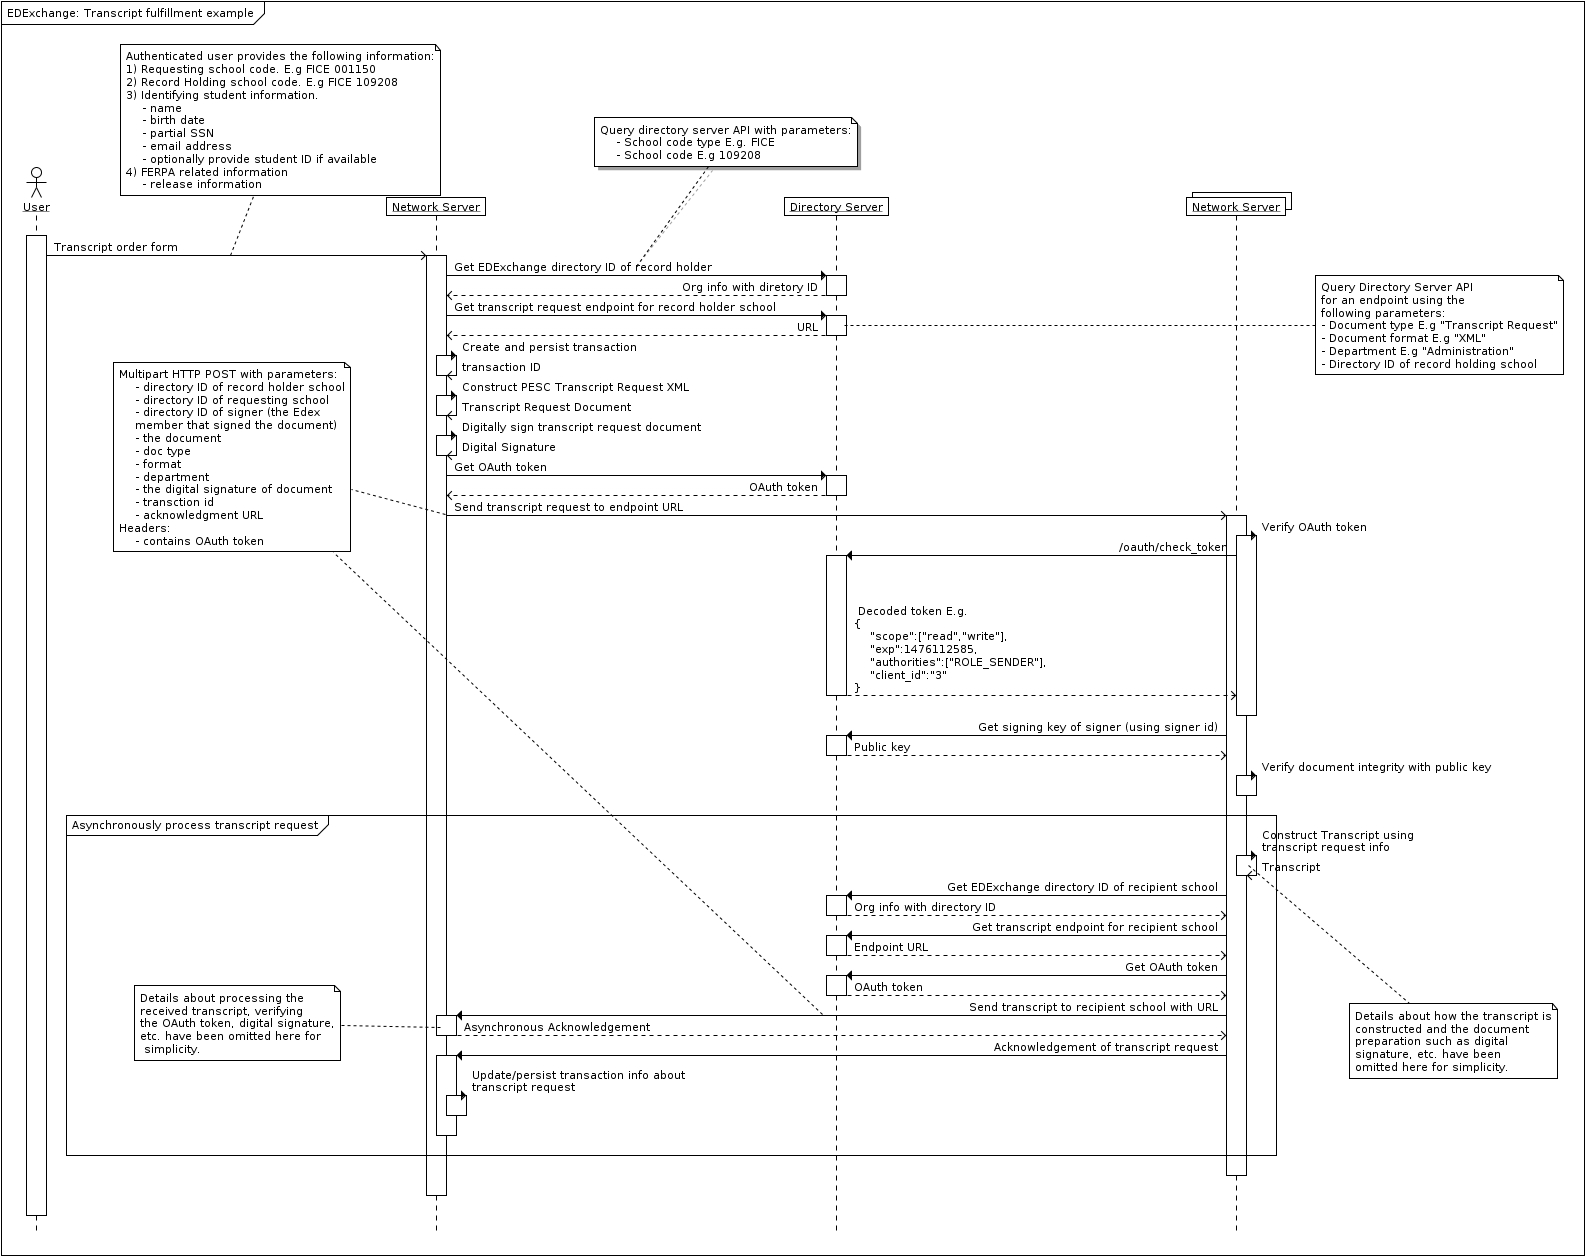 EDExchange: Transcript fulfillment example
Authenticated user provides the following information:
1) Requesting school code. E.g FICE 001150
2) Record Holding school code. E.g FICE 109208
3) Identifying student information.
- name
- birth date
- partial SSN
- email address
- optionally provide student ID if available
4) FERPA related information
- release information
Query directory server API with parameters:
- School code type E.g. FICE
- School code E.g 109208
User
Network Server
Directory Server
Network Server
Transcript order form
Get EDExchange directory ID of record holder
Org info with diretory ID
Get transcript request endpoint for record holder school
URL
Query Directory Server API
for an endpoint using the
following parameters:
- Document type E.g "Transcript Request"
- Document format E.g "XML"
- Department E.g "Administration"
- Directory ID of record holding school
Create and persist transaction
transaction ID
Construct PESC Transcript Request XML
Transcript Request Document
Digitally sign transcript request document
Digital Signature
Multipart HTTP POST with parameters:
- directory ID of record holder school
- directory ID of requesting school
- directory ID of signer (the Edex
member that signed the document)
- the document
- doc type
- format
- department
- the digital signature of document
- transction id
- acknowledgment URL
Headers:
- contains OAuth token
Get OAuth token
OAuth token
Send transcript request to endpoint URL
Verify OAuth token
/oauth/check_token
Decoded token E.g.
{
"scope":["read","write"],
"exp":1476112585,
"authorities":["ROLE_SENDER"],
"client_id":"3"
}
Get signing key of signer (using signer id)
Public key
Verify document integrity with public key
Asynchronously process transcript request
Construct Transcript using
transcript request info
Transcript
Get EDExchange directory ID of recipient school
Org info with directory ID
Get transcript endpoint for recipient school
Endpoint URL
Get OAuth token
OAuth token
Send transcript to recipient school with URL
Details about processing the
received transcript, verifying
the OAuth token, digital signature,
etc. have been omitted here for
simplicity.
Asynchronous Acknowledgement
Details about how the transcript is
constructed and the document
preparation such as digital
signature, etc. have been
omitted here for simplicity.
Acknowledgement of transcript request
Update/persist transaction info about
transcript request